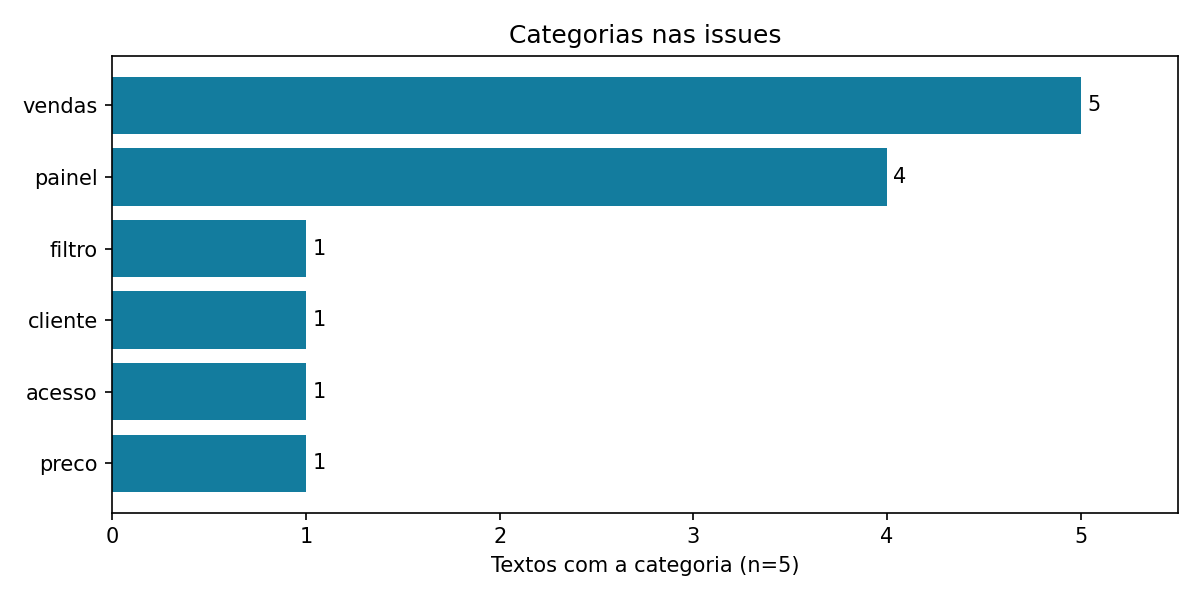 Categorias nas issues
vendas 5
painel 4
filtro 1
cliente 1
acesso 1
preco 1
0 1 2 3 4 5
Textos com a categoria (n=5)